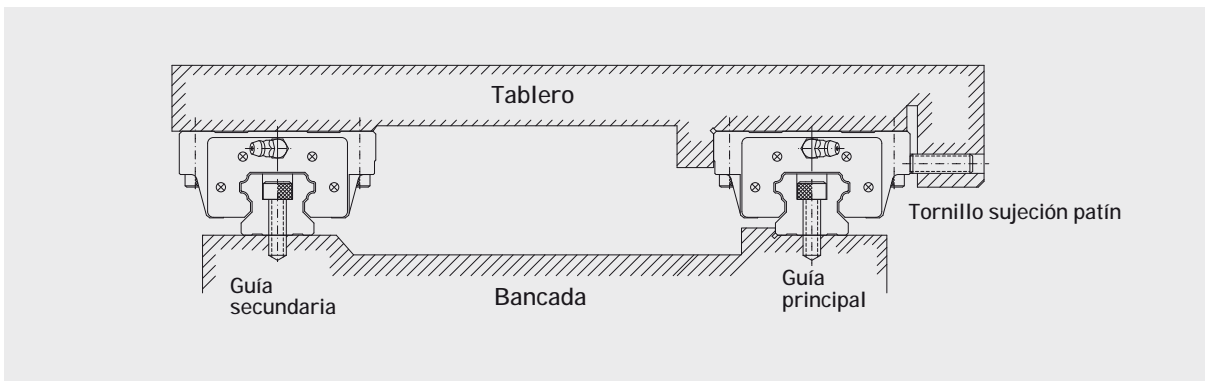 Tablero
Tornillo sujeción patín
Guía
secundaria
Bancada
Guía
principal